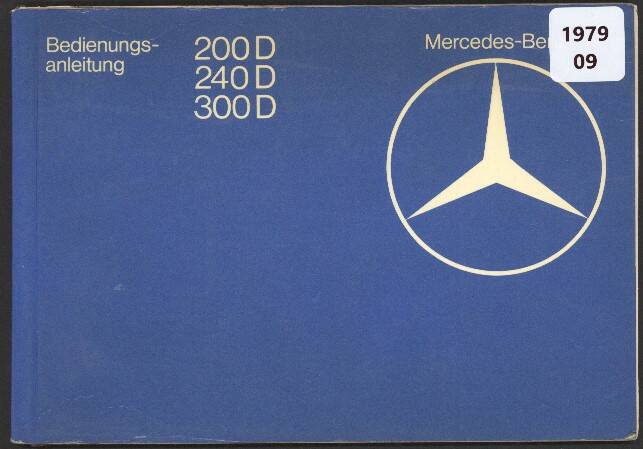 Bedienungs-
anleitung
200 D
240 D
300 D
1979
09